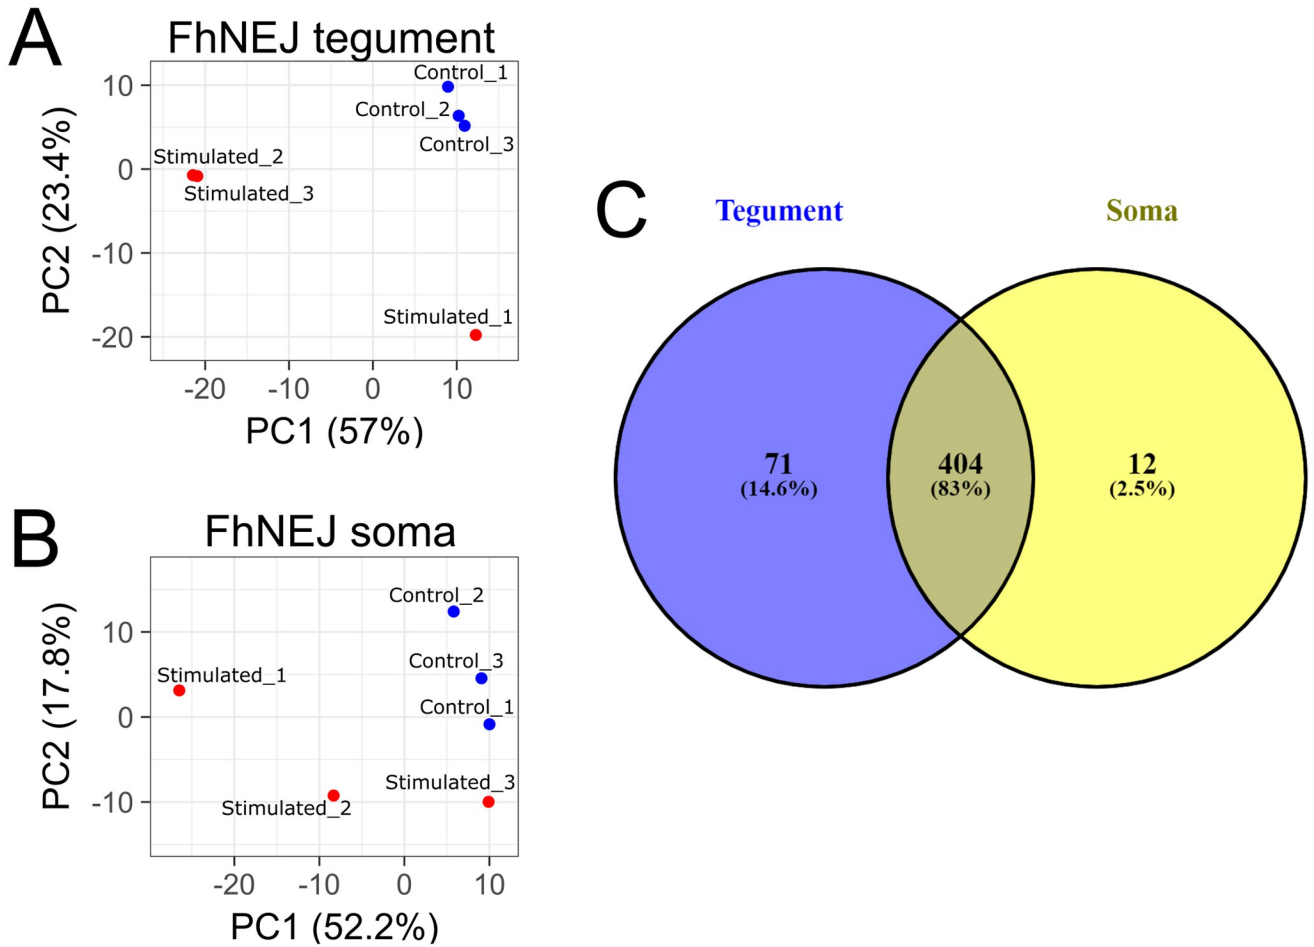 A
FhNEJ tegument
PC2 (23.4%)
10
0
-10
-20
Control_1
Control_2
Control_3
Stimulated_2
Stimulated_3
Stimulated_1
-20 -10 0 10
PC1 (57%)
B
FhNEJ soma
PC2 (17.8%)
10
0
-10
Control_2
Control_3
Control_1
Stimulated_1
Stimulated_3
Stimulated_2
-20 -10 0 10
PC1 (52.2%)
C
Tegument Soma
71 404 12
(14.6%) (83%) (2.5%)